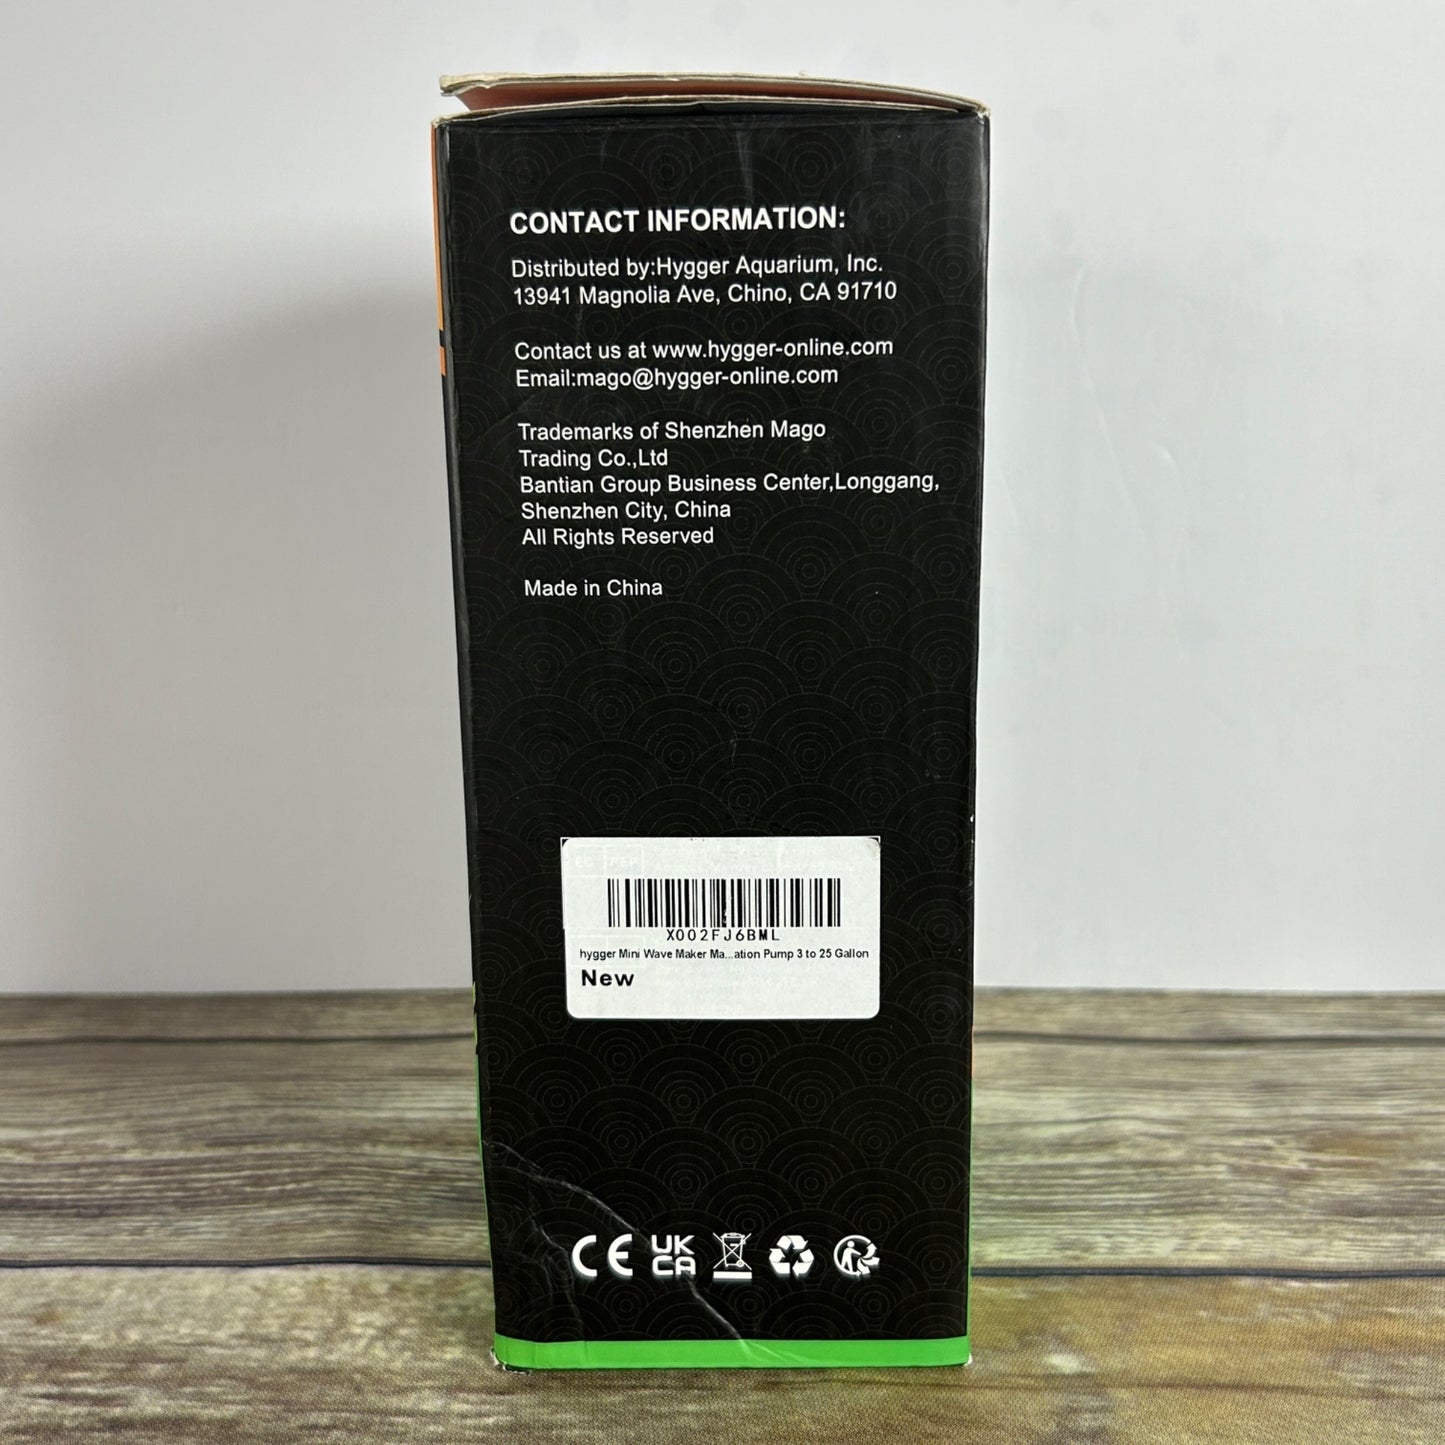 CONTACT INFORMATION:
Distributed by:Hygger Aquarium, Inc.
13941 Magnolia Ave, Chino, CA 91710
Contact us at www.hygger-online.com
Email:mago@hygger-online.com
Trademarks of Shenzhen Mago
Trading Co.,Ltd
Bantian Group Business Center,Longgang,
Shenzhen City, China
All Rights Reserved
Made in China
EC REP
X002FJ6BML
hygger Mini Wave Maker Ma...ation Pump 3 to 25 Gallon
New
CE UK
CA